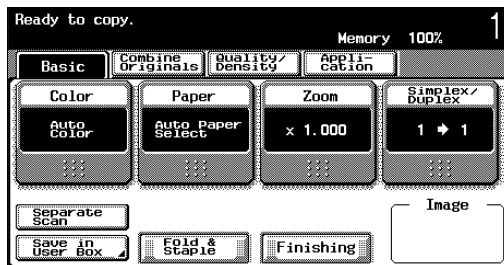 Ready to copy.
Memory 100% 1
Basic
Combine Originals
Quality/ Density
Appli- cation
Color
Paper
Zoom
Simplex/ Duplex
Auto Color
Auto Paper Select
x 1.000
1 ➔ 1
Separate Scan
Image
Save in User Box
Fold & Staple
Finishing